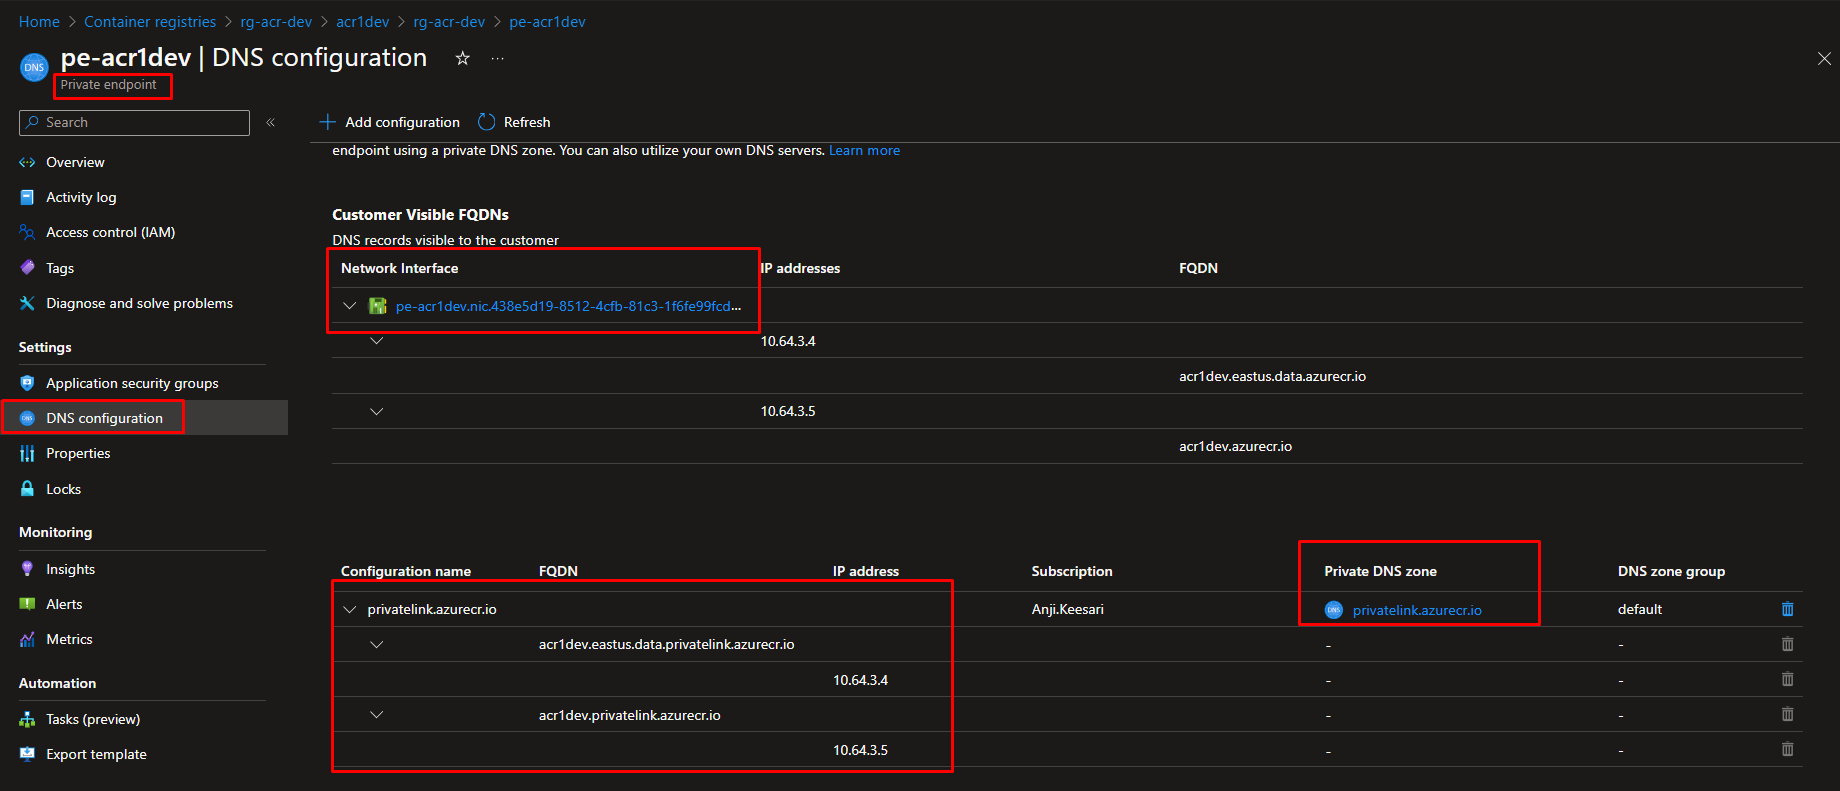 Home > Container registries > rg-acr-dev > acr1dev > rg-acr-dev > pe-acr1dev
DNS
pe-acr1dev | DNS configuration ☆ ...
Private endpoint
Search
«
Overview
Activity log
Access control (IAM)
Tags
Diagnose and solve problems
Settings
Application security groups
DNS configuration
Properties
Locks
Monitoring
Insights
Alerts
Metrics
Automation
Tasks (preview)
Export template
Add configuration Refresh
endpoint using a private DNS zone. You can also utilize your own DNS servers. Learn more
Customer Visible FQDNs
DNS records visible to the customer
Network Interface IP addresses FQDN
pe-acr1dev.nic.438e5d19-8512-4cfb-81c3-1f6fe99fcd...
10.64.3.4
acr1dev.eastus.data.azurecr.io
10.64.3.5
acr1dev.azurecr.io
Configuration name FQDN IP address Subscription Private DNS zone DNS zone group
privatelink.azurecr.io Anji.Keesari privatelink.azurecr.io default
acr1dev.eastus.data.privatelink.azurecr.io - -
10.64.3.4 - -
acr1dev.privatelink.azurecr.io - -
10.64.3.5 - -